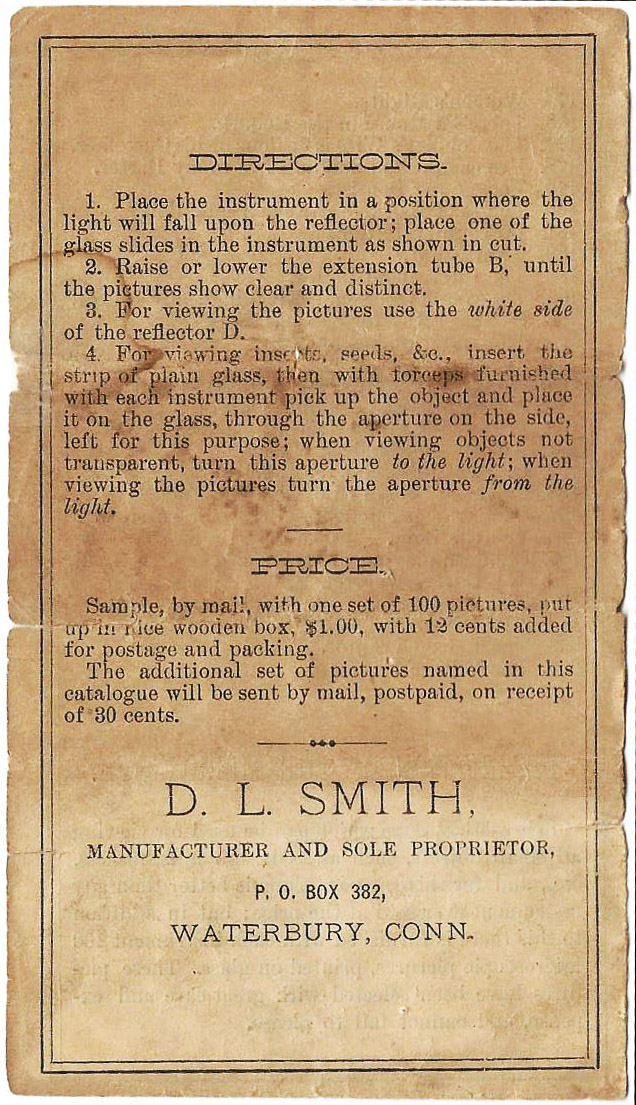 DIRECTIONS.
1. Place the instrument in a position where the
light will fall upon the reflector; place one of the
glass slides in the instrument as shown in cut.
2. Raise or lower the extension tube B, until
the pictures show clear and distinct.
3. For viewing the pictures use the white side
of the reflector D.
4. For viewing insects, seeds, &c., insert the
strip of plain glass, then with forceps furnished
with each instrument pick up the object and place
it on the glass, through the aperture on the side,
left for this purpose; when viewing objects not
transparent, turn this aperture to the light; when
viewing the pictures turn the aperture from the
light.
PRICE.
Sample, by mail, with one set of 100 pictures, put
up in nice wooden box, $1.00, with 12 cents added
for postage and packing.
The additional set of pictures named in this
catalogue will be sent by mail, postpaid, on receipt
of 30 cents.
D. L. SMITH,
MANUFACTURER AND SOLE PROPRIETOR,
P. O. BOX 382,
WATERBURY, CONN.